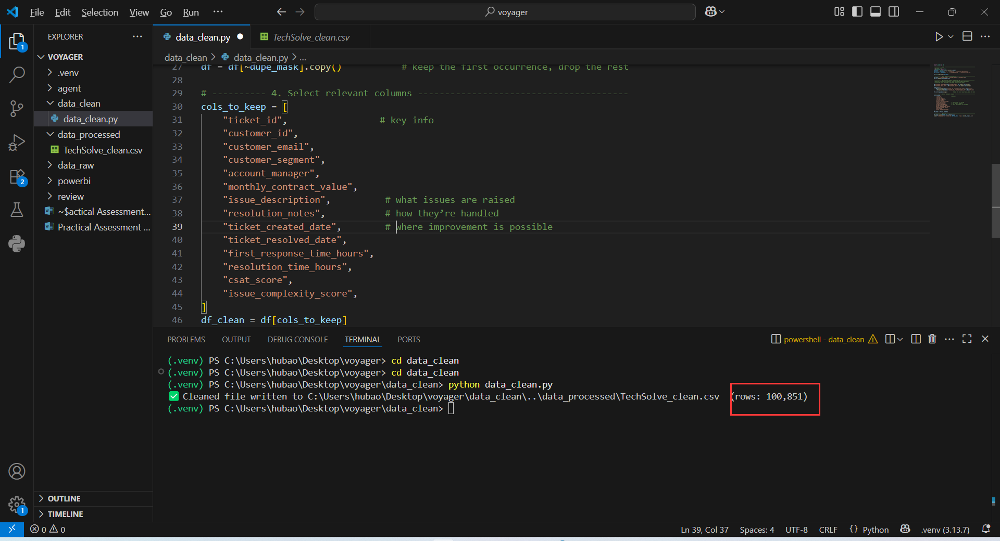 File Edit Selection View Go Run ··· voyager
EXPLORER ···
VOYAGER
.venv
agent
data_clean
data_clean.py
data_processed
TechSolve_clean.csv
data_raw
powerbi
review
~$actical Assessment...
Practical Assessment ...
OUTLINE
TIMELINE
1
2
1
data_clean.py TechSolve_clean.csv
data_clean > data_clean.py > ...
27 df = df[~dupe_mask].copy() # keep the first occurrence, drop the rest
28
29 # ---------- 4. Select relevant columns ---------------------------------------
30 cols_to_keep = [
31 "ticket_id", # key info
32 "customer_id",
33 "customer_email",
34 "customer_segment",
35 "account_manager",
36 "monthly_contract_value",
37 "issue_description", # what issues are raised
38 "resolution_notes", # how they’re handled
39 "ticket_created_date", # where improvement is possible
40 "ticket_resolved_date",
41 "first_response_time_hours",
42 "resolution_time_hours",
43 "csat_score",
44 "issue_complexity_score",
45 ]
46 df_clean = df[cols_to_keep]
PROBLEMS OUTPUT DEBUG CONSOLE TERMINAL PORTS powershell - data_clean
(.venv) PS C:\Users\hubao\Desktop\voyager> cd data_clean
(.venv) PS C:\Users\hubao\Desktop\voyager> cd data_clean
(.venv) PS C:\Users\hubao\Desktop\voyager\data_clean> python data_clean.py
✅ Cleaned file written to C:\Users\hubao\Desktop\voyager\data_clean\..\data_processed\TechSolve_clean.csv (rows: 100,851)
(.venv) PS C:\Users\hubao\Desktop\voyager\data_clean>
0 0 Ln 39, Col 37 Spaces: 4 UTF-8 CRLF {} Python .venv (3.13.7)